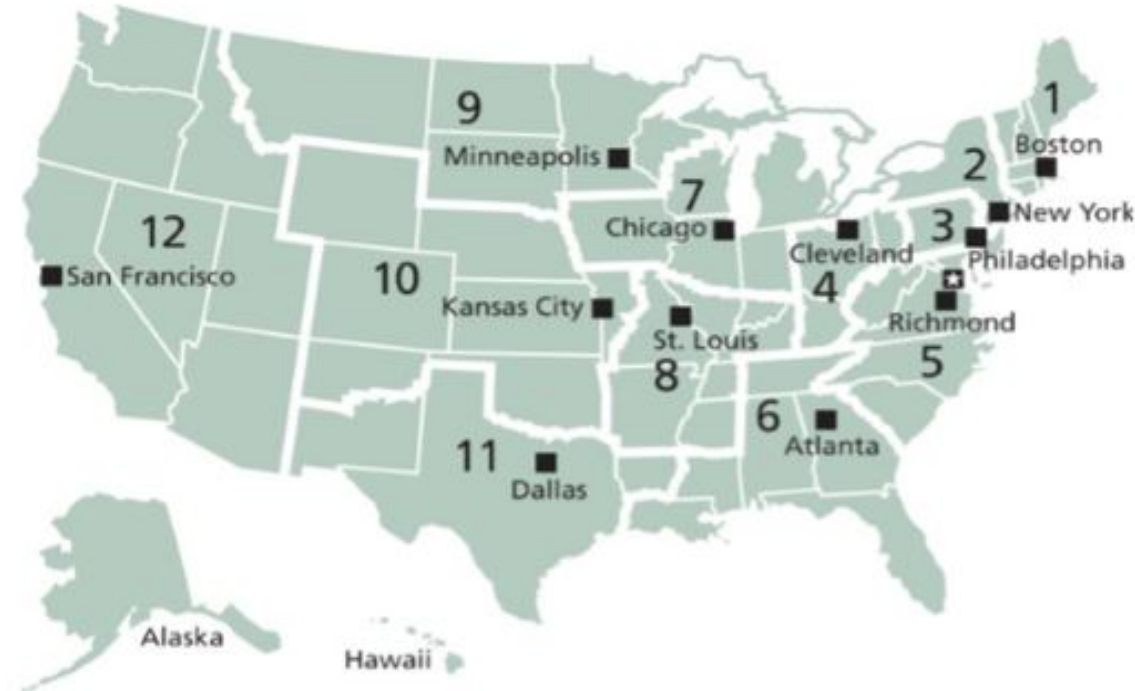 1
Boston
9
Minneapolis
2
7
New York
Chicago
3
12
Cleveland
Philadelphia
San Francisco
10
4
Kansas City
Richmond
St. Louis
5
8
6
Atlanta
11
Dallas
Alaska
Hawaii